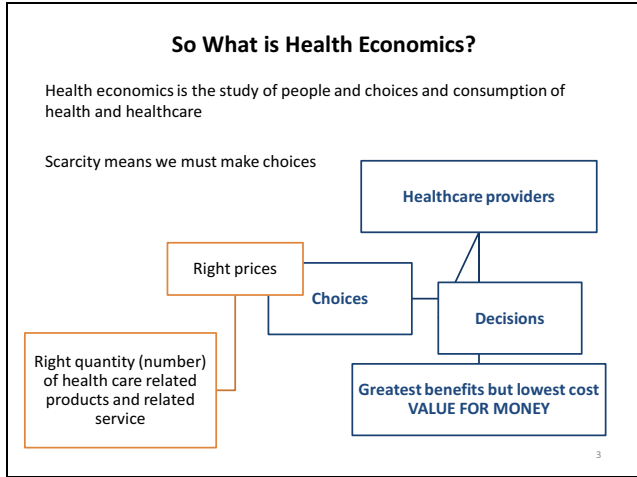 So What is Health Economics?
Health economics is the study of people and choices and consumption of
health and healthcare
Scarcity means we must make choices
Healthcare providers
Right prices
Choices
Decisions
Right quantity (number)
of health care related
products and related
service
Greatest benefits but lowest cost
VALUE FOR MONEY
3